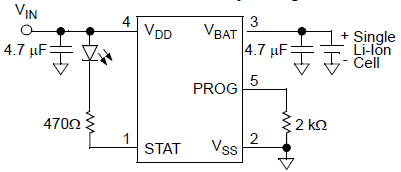 VIN
4 VDD VBAT 3
4.7 µF
4.7 µF
+ Single
Li-Ion
- Cell
PROG 5
470Ω
2 kΩ
1 STAT VSS 2